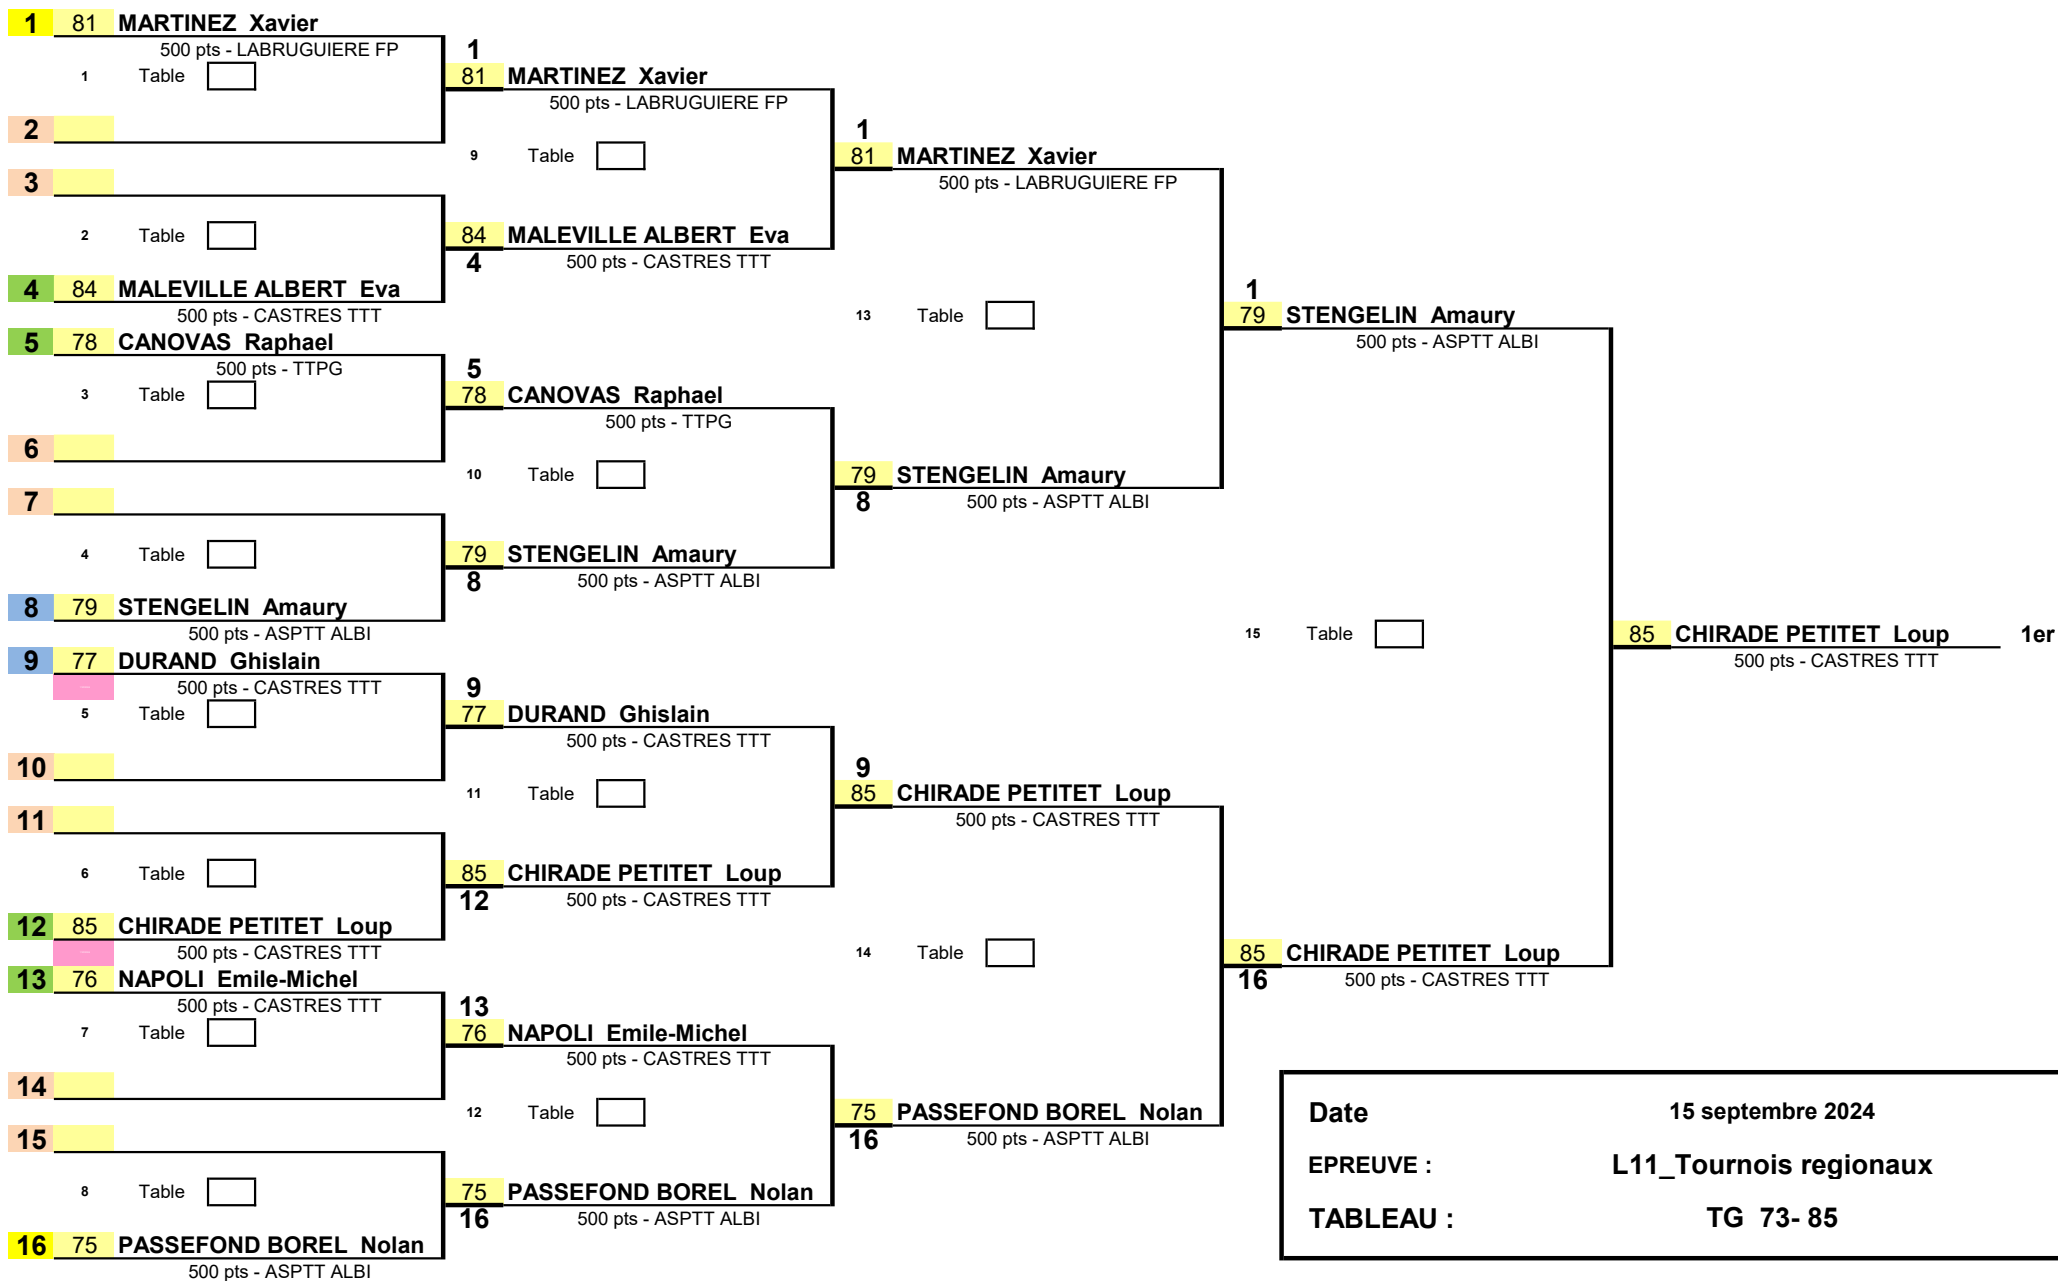 1 81 MARTINEZ Xavier
500 pts - LABRUGUIERE FP
1 Table
2
3
2 Table
4 84 MALEVILLE ALBERT Eva
500 pts - CASTRES TTT
5 78 CANOVAS Raphael
500 pts - TTPG
3 Table
6
7
4 Table
8 79 STENGELIN Amaury
500 pts - ASPTT ALBI
9 77 DURAND Ghislain
500 pts - CASTRES TTT
5 Table
10
11
6 Table
12 85 CHIRADE PETITET Loup
500 pts - CASTRES TTT
13 76 NAPOLI Emile-Michel
500 pts - CASTRES TTT
7 Table
14
15
8 Table
16 75 PASSEFOND BOREL Nolan
500 pts - ASPTT ALBI
1
81 MARTINEZ Xavier
500 pts - LABRUGUIERE FP
9 Table
84 MALEVILLE ALBERT Eva
4 500 pts - CASTRES TTT
5
78 CANOVAS Raphael
500 pts - TTPG
10 Table
79 STENGELIN Amaury
8 500 pts - ASPTT ALBI
9
77 DURAND Ghislain
500 pts - CASTRES TTT
11 Table
85 CHIRADE PETITET Loup
12 500 pts - CASTRES TTT
13
76 NAPOLI Emile-Michel
500 pts - CASTRES TTT
12 Table
75 PASSEFOND BOREL Nolan
16 500 pts - ASPTT ALBI
1
81 MARTINEZ Xavier
500 pts - LABRUGUIERE FP
13 Table
79 STENGELIN Amaury
8 500 pts - ASPTT ALBI
9
85 CHIRADE PETITET Loup
500 pts - CASTRES TTT
14 Table
75 PASSEFOND BOREL Nolan
16 500 pts - ASPTT ALBI
1
79 STENGELIN Amaury
500 pts - ASPTT ALBI
15 Table
85 CHIRADE PETITET Loup
16 500 pts - CASTRES TTT
85 CHIRADE PETITET Loup 1er
500 pts - CASTRES TTT
Date 15 septembre 2024
EPREUVE : L11_Tournois regionaux
TABLEAU : TG 73- 85